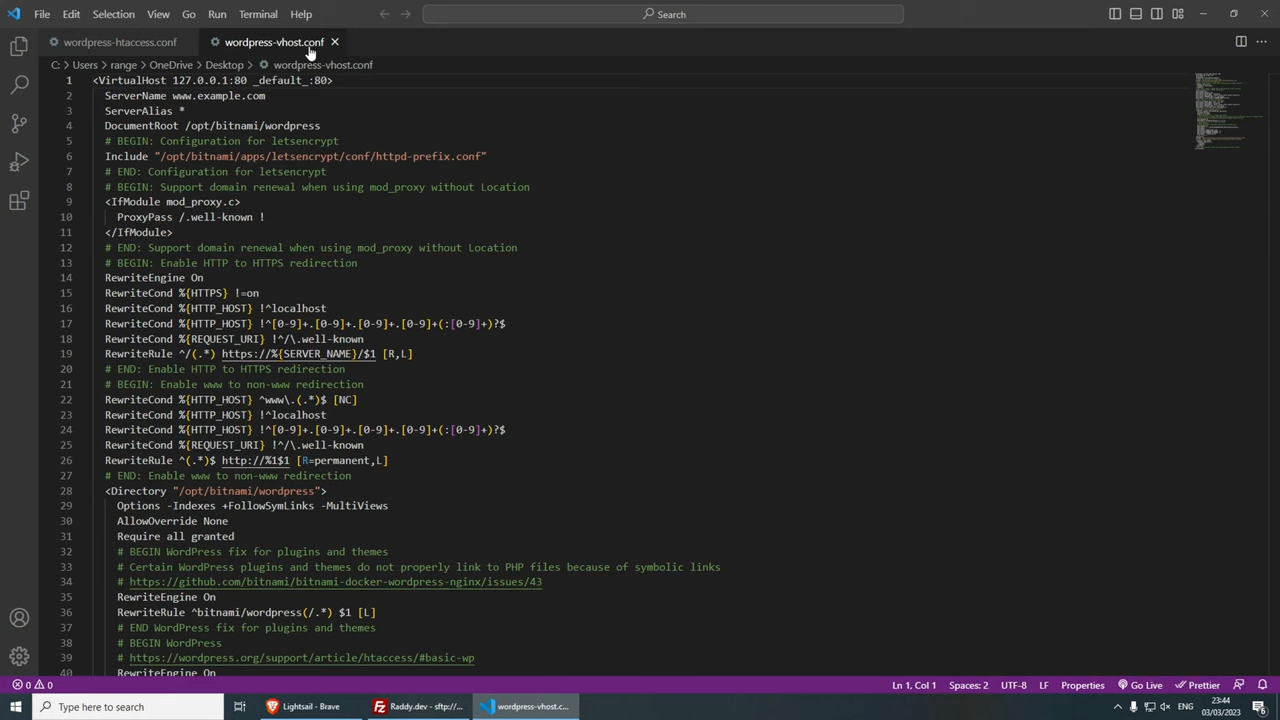 File Edit Selection View Go Run Terminal Help
Search
wordpress-htaccess.conf
wordpress-vhost.conf
C: > Users > range > OneDrive > Desktop > wordpress-vhost.conf
1 <VirtualHost 127.0.0.1:80 _default_:80>
2 ServerName www.example.com
3 ServerAlias *
4 DocumentRoot /opt/bitnami/wordpress
5 # BEGIN: Configuration for letsencrypt
6 Include "/opt/bitnami/apps/letsencrypt/conf/httpd-prefix.conf"
7 # END: Configuration for letsencrypt
8 # BEGIN: Support domain renewal when using mod_proxy without Location
9 <IfModule mod_proxy.c>
10 ProxyPass /.well-known !
11 </IfModule>
12 # END: Support domain renewal when using mod_proxy without Location
13 # BEGIN: Enable HTTP to HTTPS redirection
14 RewriteEngine On
15 RewriteCond %{HTTPS} !=on
16 RewriteCond %{HTTP_HOST} !^localhost
17 RewriteCond %{HTTP_HOST} !^[0-9]+.[0-9]+.[0-9]+.[0-9]+(:[0-9]+)?$
18 RewriteCond %{REQUEST_URI} !^/\.well-known
19 RewriteRule ^/(.*) https://%{SERVER_NAME}/$1 [R,L]
20 # END: Enable HTTP to HTTPS redirection
21 # BEGIN: Enable www to non-www redirection
22 RewriteCond %{HTTP_HOST} ^www\.(.*)$ [NC]
23 RewriteCond %{HTTP_HOST} !^localhost
24 RewriteCond %{HTTP_HOST} !^[0-9]+.[0-9]+.[0-9]+.[0-9]+(:[0-9]+)?$
25 RewriteCond %{REQUEST_URI} !^/\.well-known
26 RewriteRule ^(.*)$ http://%1$1 [R=permanent,L]
27 # END: Enable www to non-www redirection
28 <Directory "/opt/bitnami/wordpress">
29 Options -Indexes +FollowSymLinks -MultiViews
30 AllowOverride None
31 Require all granted
32 # BEGIN WordPress fix for plugins and themes
33 # Certain WordPress plugins and themes do not properly link to PHP files because of symbolic links
34 # https://github.com/bitnami/bitnami-docker-wordpress-nginx/issues/43
35 RewriteEngine On
36 RewriteRule ^bitnami/wordpress(/.*) $1 [L]
37 # END WordPress fix for plugins and themes
38 # BEGIN WordPress
39 # https://wordpress.org/support/article/htaccess/#basic-wp
40 RewriteEngine On
0 0
Ln 1, Col 1 Spaces: 2 UTF-8 LF Properties Go Live Prettier
Type here to search
Lightsail - Brave
Raddy.dev - sftp://...
wordpress-vhost.c...
ENG
23:44
03/03/2023
6